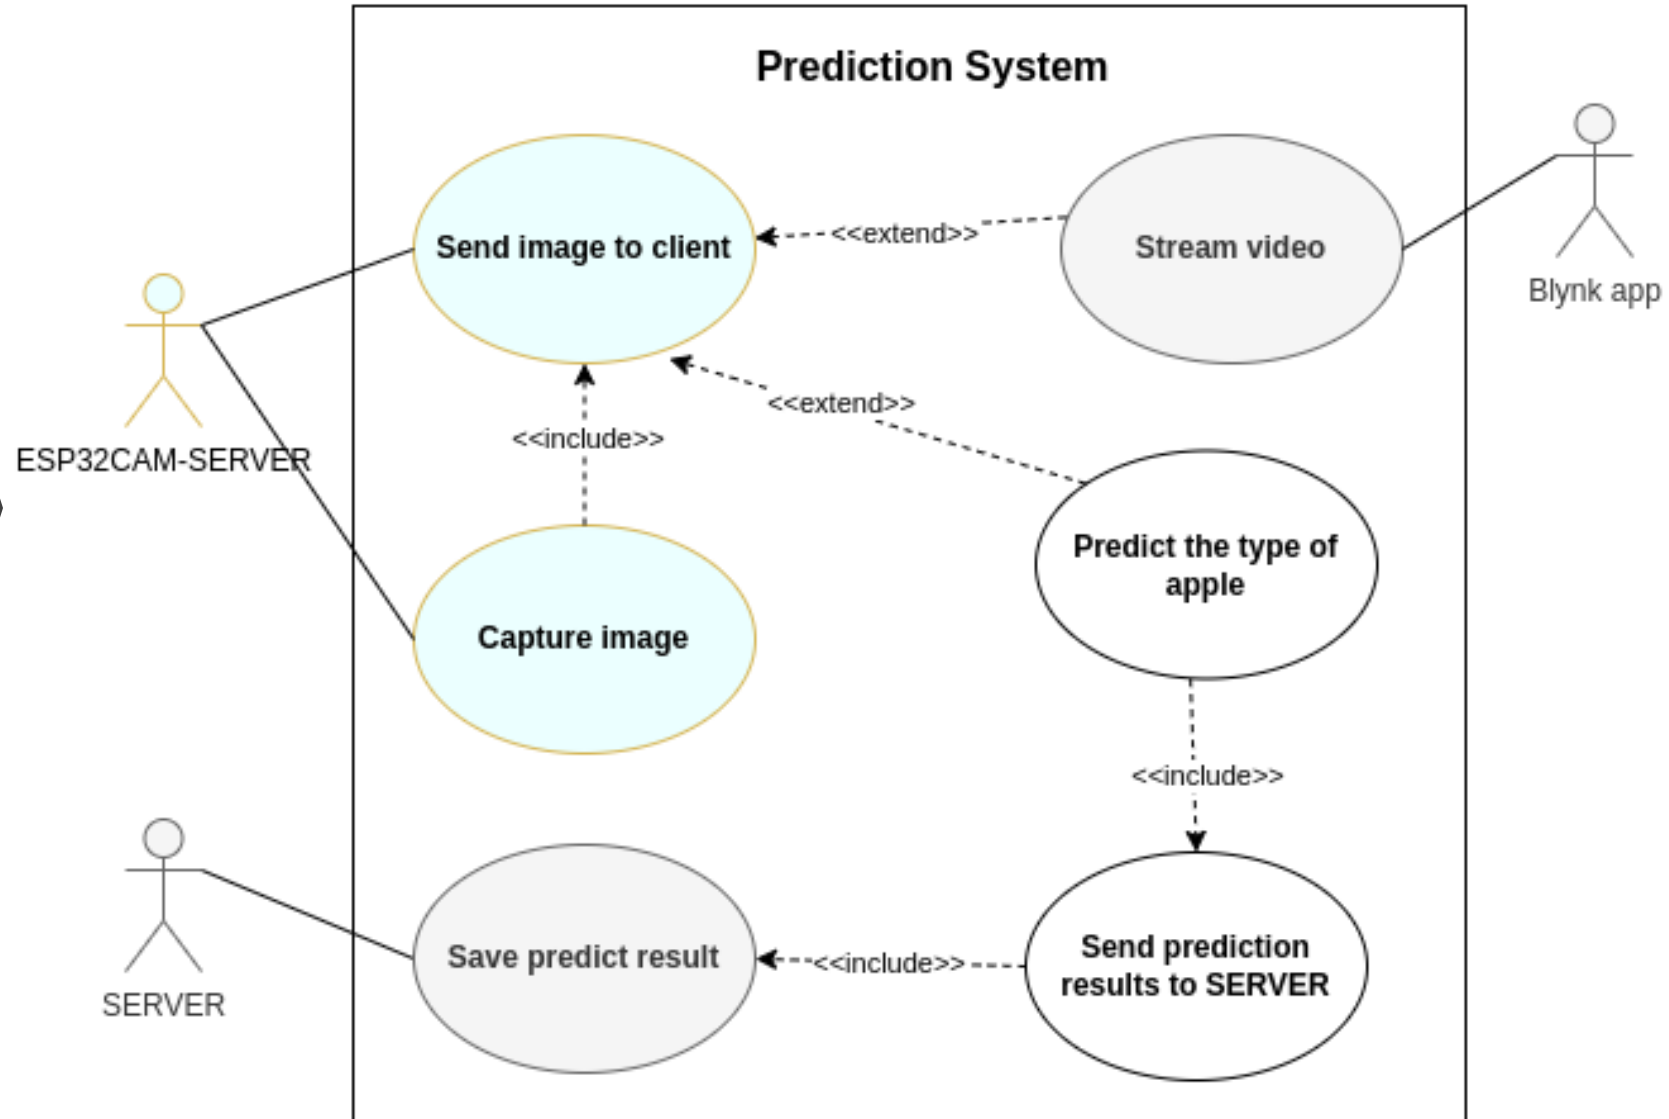 Prediction System
Send image to client
<<extend>>
Stream video
Blynk app
<<extend>>
<<include>>
ESP32CAM-SERVER
Predict the type of
apple
Capture image
<<include>>
Save predict result
<<include>>
Send prediction
results to SERVER
SERVER